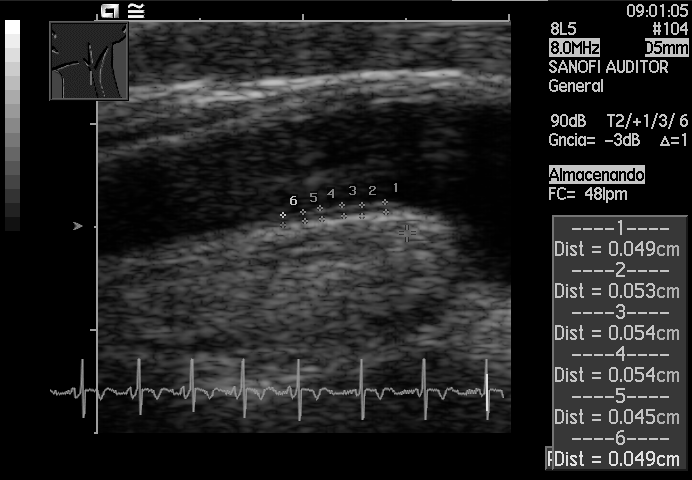 09:01:05
8L5 #104
8.0MHz D5mm
SANOFI AUDITOR
General
90dB T2/+1/3/ 6
Gncia= -3dB Δ=1
Almacenando
FC= 48lpm
6 5 4 3 2 1
----1----
Dist = 0.049cm
----2----
Dist = 0.053cm
----3----
Dist = 0.054cm
----4----
Dist = 0.054cm
----5----
Dist = 0.045cm
----6----
Dist = 0.049cm